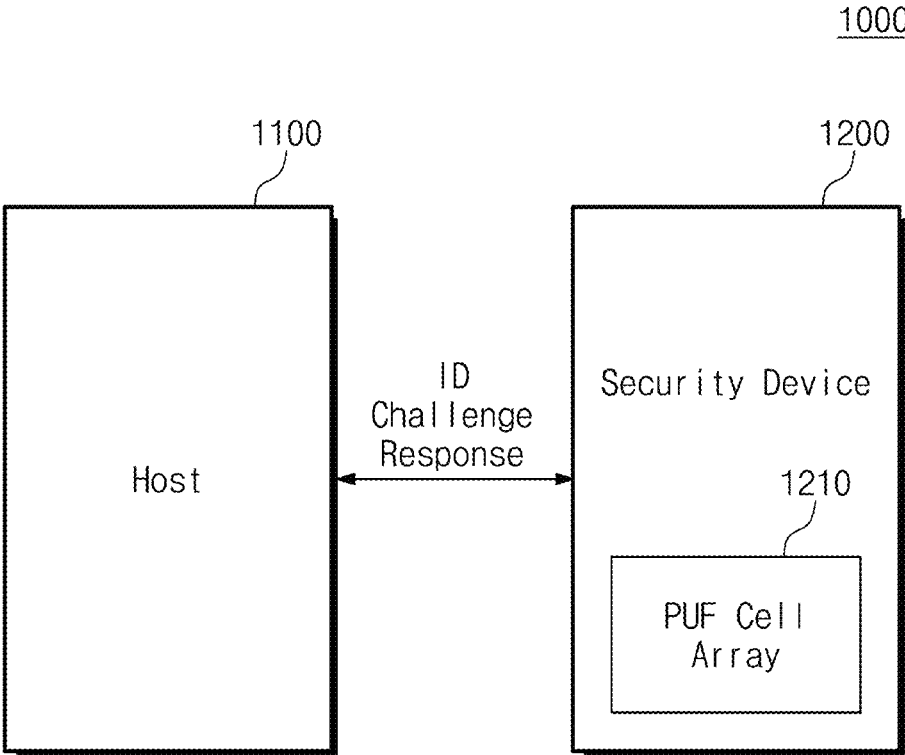 1000
1100
1200
ID
Challenge
Response
Security Device
Host
1210
PUF Cell
Array